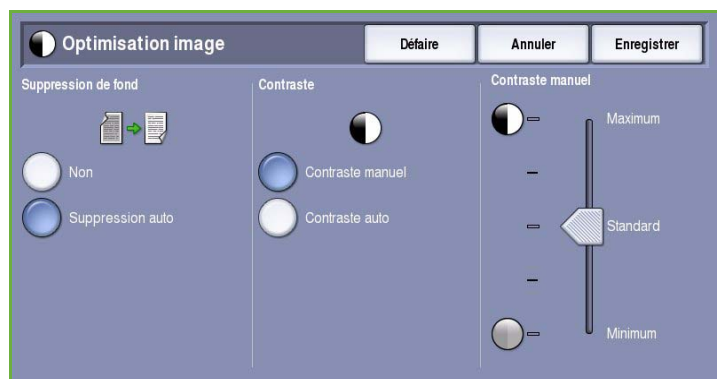 Optimisation image
Défaire
Annuler
Enregistrer
Suppression de fond
Non
Suppression auto
Contraste
Contraste manuel
Contraste auto
Contraste manuel
Maximum
Standard
Minimum